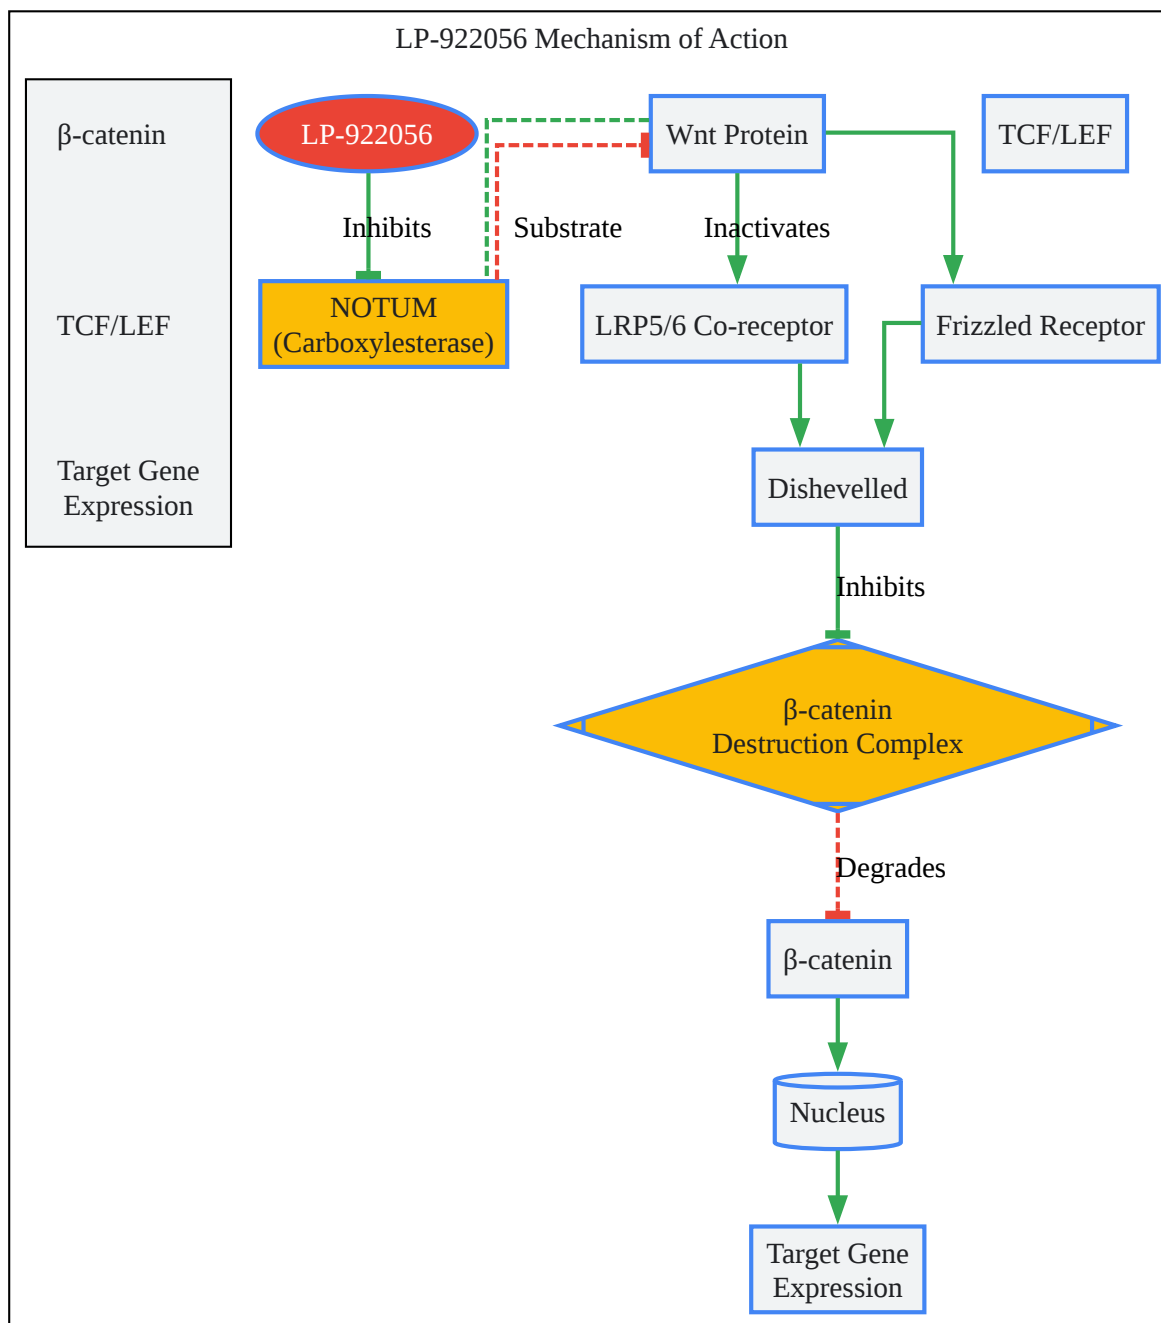 LP-922056 Mechanism of Action
β-catenin
LP-922056
Wnt Protein
TCF/LEF
Inhibits
Substrate
Inactivates
TCF/LEF
NOTUM
(Carboxylesterase)
LRP5/6 Co-receptor
Frizzled Receptor
Target Gene
Expression
Dishevelled
Inhibits
β-catenin
Destruction Complex
Degrades
β-catenin
Nucleus
Target Gene
Expression